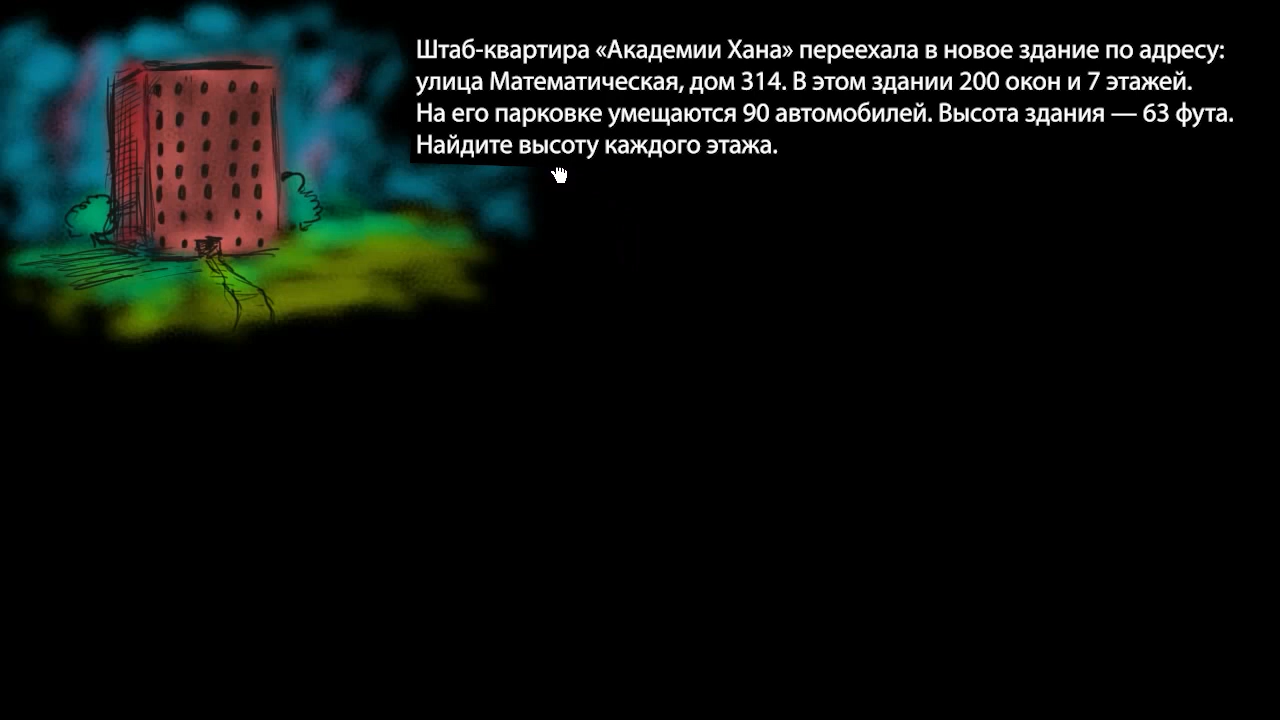 Штаб-квартира «Академии Хана» переехала в новое здание по адресу:
улица Математическая, дом 314. В этом здании 200 окон и 7 этажей.
На его парковке умещаются 90 автомобилей. Высота здания — 63 фута.
Найдите высоту каждого этажа.